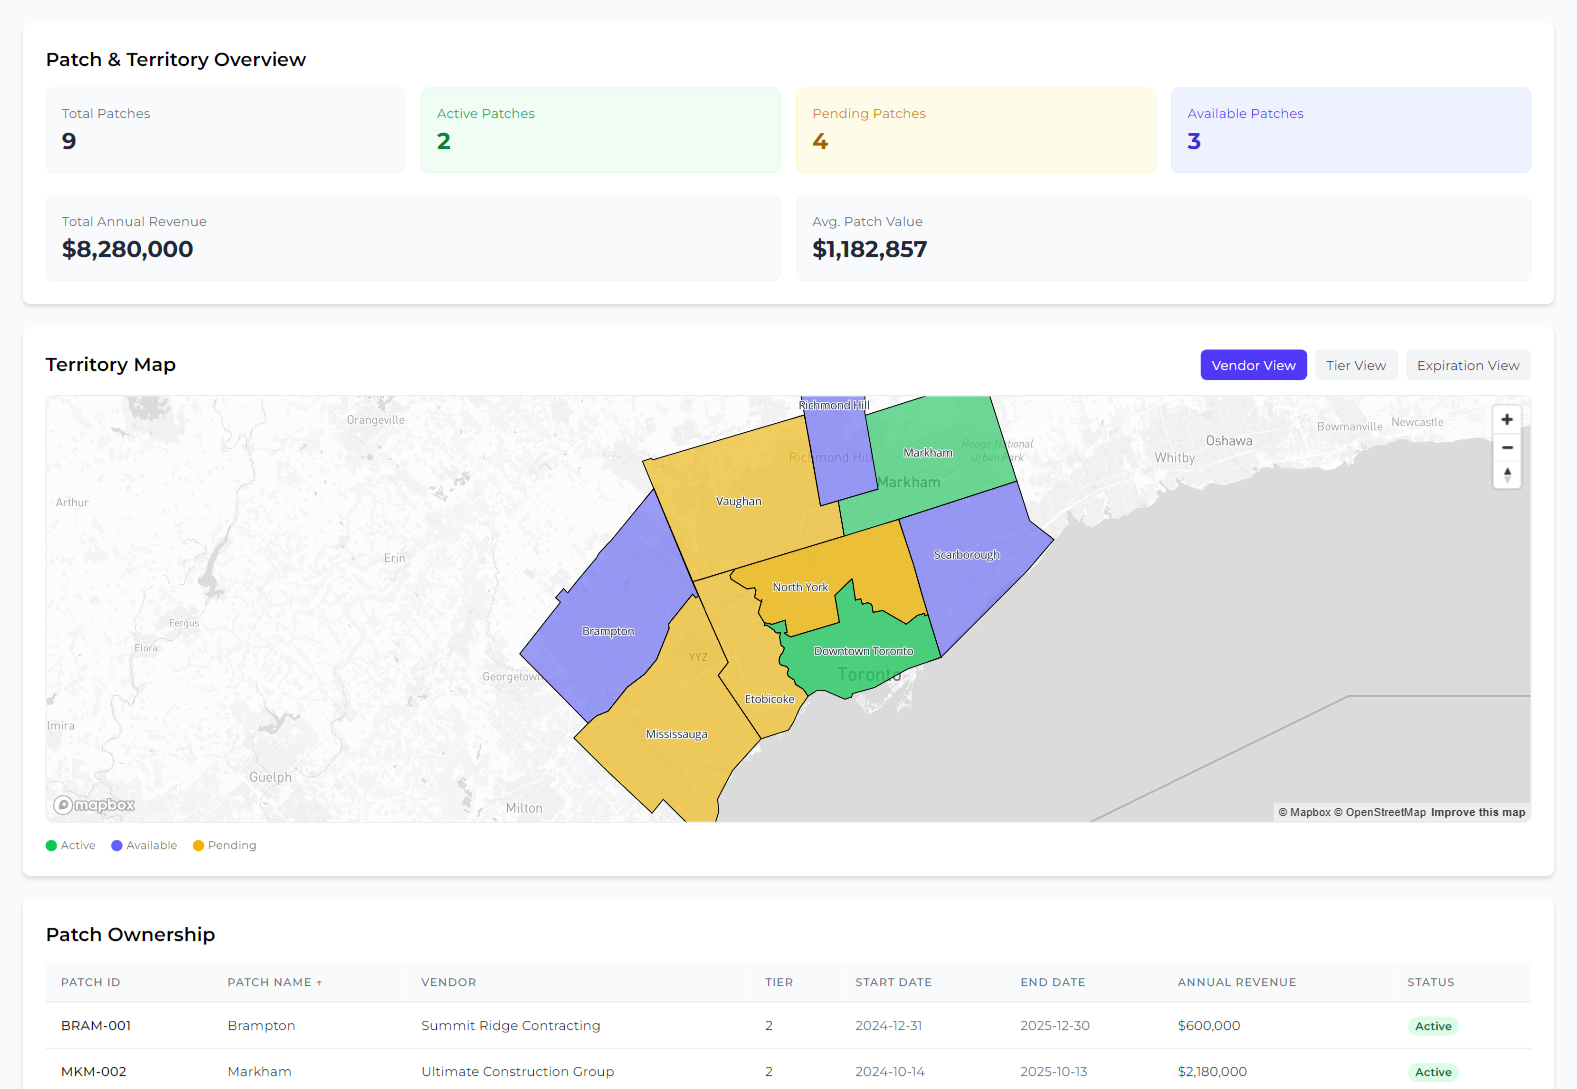 Patch & Territory Overview
Total Patches
9
Active Patches
2
Pending Patches
4
Available Patches
3
Total Annual Revenue
$8,280,000
Avg. Patch Value
$1,182,857
Territory Map
Vendor View
Tier View
Expiration View
Orangeville
Richmond Hill
Bowmanville
Newcastle
Oshawa
Rouge National
Urban Park
Markham
Whitby
Richmond Hill
Markham
Arthur
Vaughan
Erin
Scarborough
North York
Fergus
Brampton
Elora
Downtown Toronto
YYZ
Georgetown
Toronto
Etobicoke
lmira
Mississauga
Guelph
Milton
mapbox
© Mapbox © OpenStreetMap Improve this map
Active
Available
Pending
Patch Ownership
PATCH ID PATCH NAME ↑ VENDOR TIER START DATE END DATE ANNUAL REVENUE STATUS
BRAM-001 Brampton Summit Ridge Contracting 2 2024-12-31 2025-12-30 $600,000 Active
MKM-002 Markham Ultimate Construction Group 2 2024-10-14 2025-10-13 $2,180,000 Active